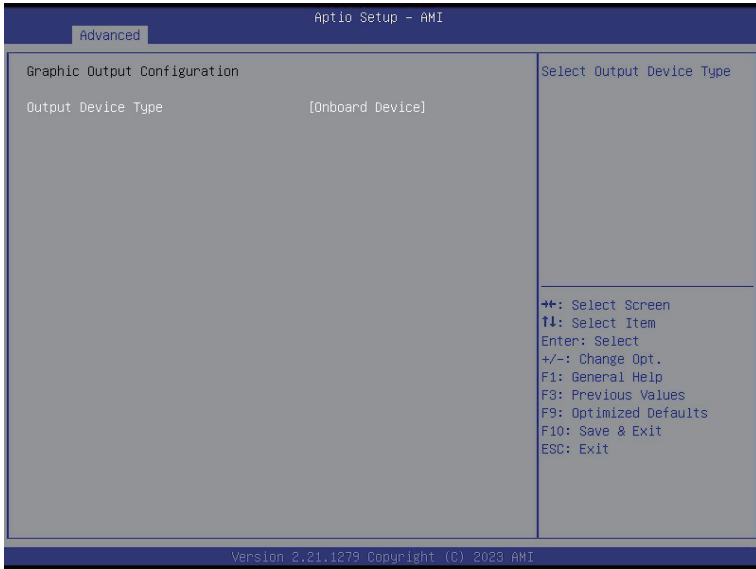 Aptio Setup - AMI
Advanced
Graphic Output Configuration
Output Device Type [Onboard Device]
Select Output Device Type
→←: Select Screen
↑↓: Select Item
Enter: Select
+/-: Change Opt.
F1: General Help
F3: Previous Values
F9: Optimized Defaults
F10: Save & Exit
ESC: Exit
Version 2.21.1279 Copyright (C) 2023 AMI